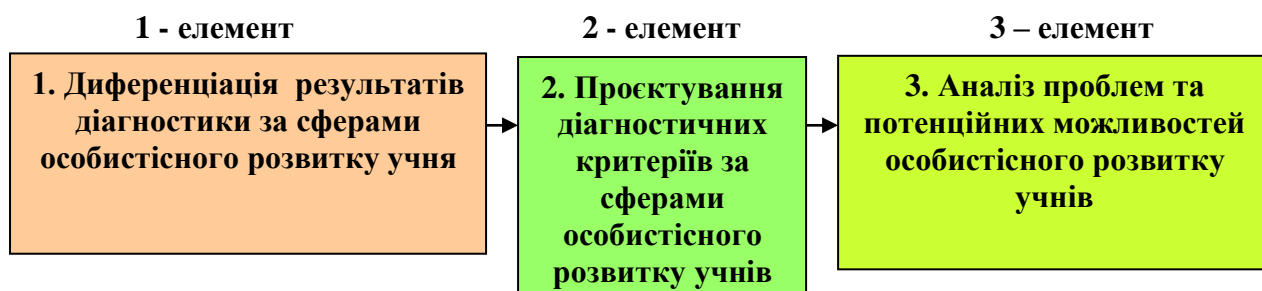 1 - елемент
2 - елемент
3 – елемент
1. Диференціація результатів
діагностики за сферами
особистісного розвитку учня
2. Проєктування
діагностичних
критеріїв за
сферами
особистісного
розвитку учнів
3. Аналіз проблем та
потенційних можливостей
особистісного розвитку
учнів